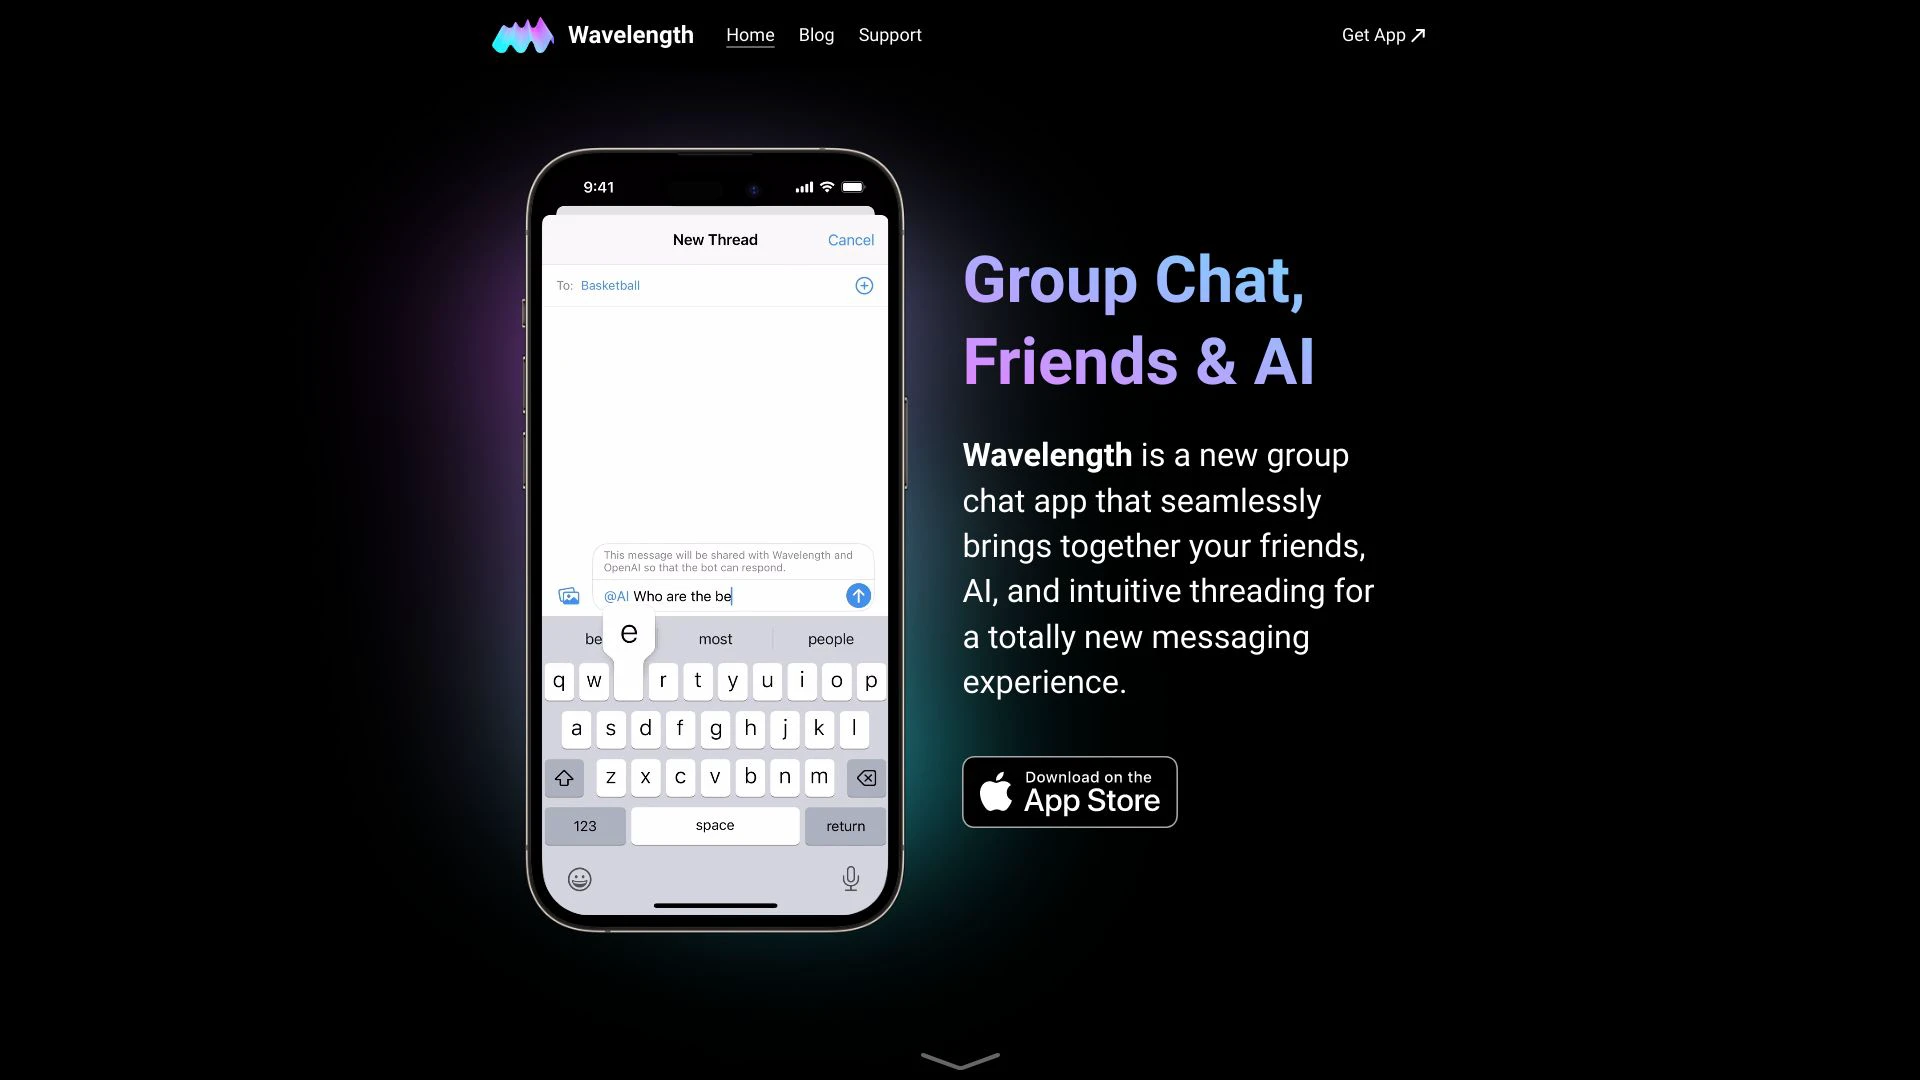 Wavelength
Home
Blog
Support
Get App
9:41
New Thread
Cancel
To: Basketball
This message will be shared with Wavelength and
OpenAI so that the bot can respond.
@AI Who are the be
be
e
most
people
q w r t y u i o p
a s d f g h j k l
z x c v b n m
123
space
return
Group Chat,
Friends & AI
Wavelength is a new group
chat app that seamlessly
brings together your friends,
AI, and intuitive threading for
a totally new messaging
experience.
Download on the
App Store